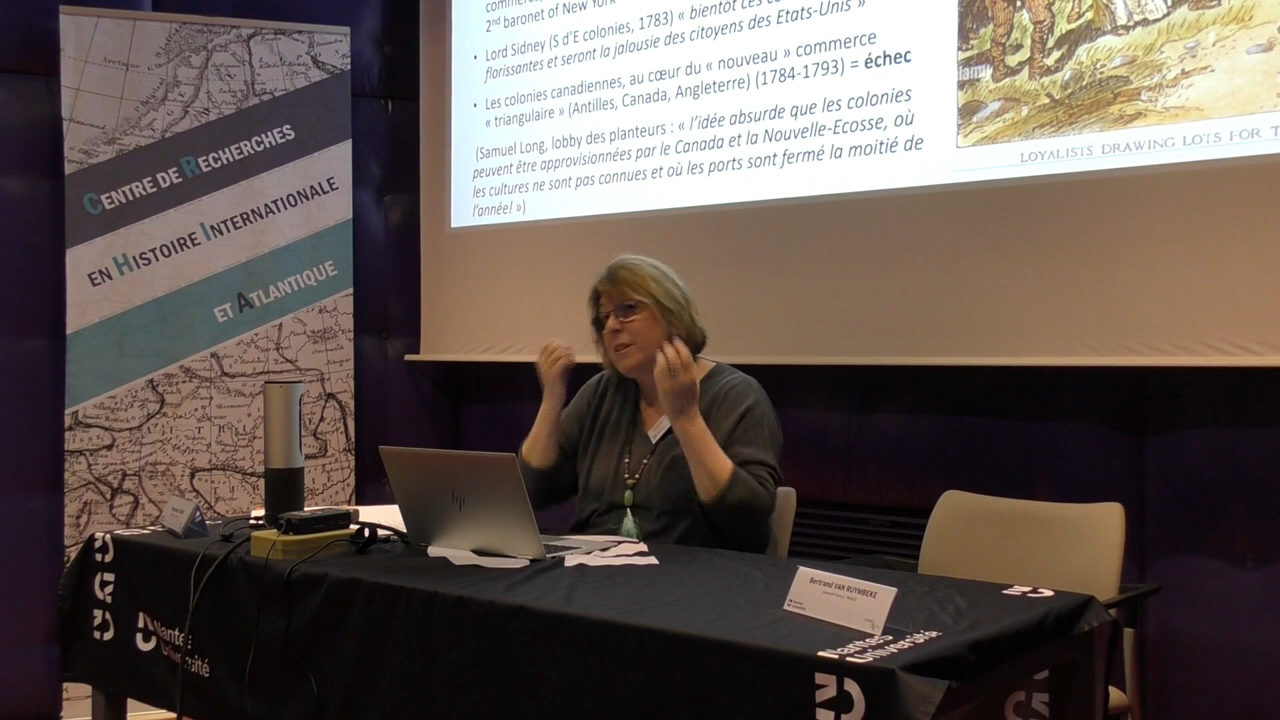 CENTRE DE RECHERCHES
EN HISTOIRE INTERNATIONALE
ET ATLANTIQUE
commerce,
2nd baronet of New York
• Lord Sidney (S d'E colonies, 1783) « bientôt ces
florissantes et seront la jalousie des citoyens des Etats-Unis »
• Les colonies canadiennes, au cœur du « nouveau » commerce
« triangulaire » (Antilles, Canada, Angleterre) (1784-1793) = échec
(Samuel Long, lobby des planteurs : « l'idée absurde que les colonies
peuvent être approvisionnées par le Canada et la Nouvelle-Ecosse, où
les cultures ne sont pas connues et où les ports sont fermé la moitié de
l'année! »)
LOYALISTS DRAWING LOTS FOR
hp
Bertrand VAN RUYMBEKE
Nantes
Université
Nantes
Université